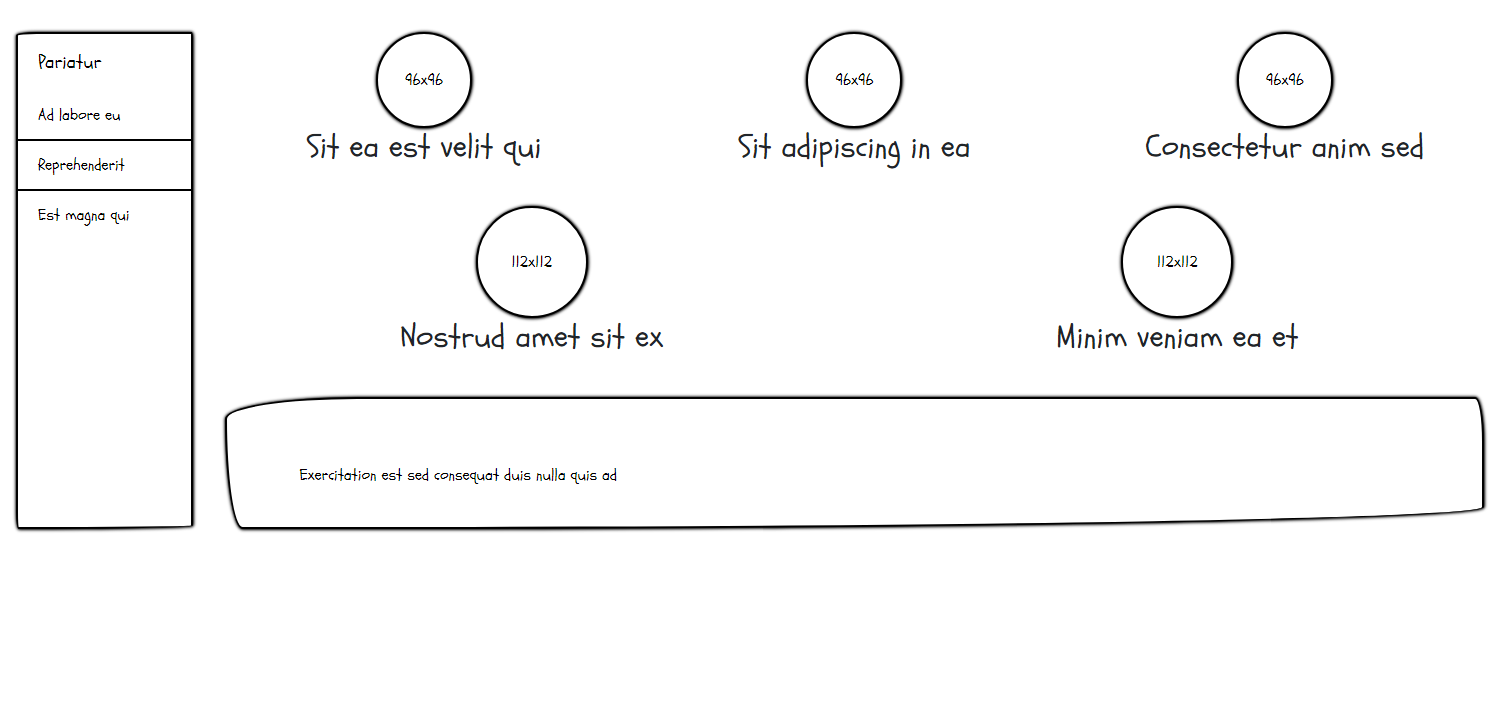 Pariatur
Ad labore eu
Reprehenderit
Est magna qui
96x96
Sit ea est velit qui
96x96
Sit adipiscing in ea
96x96
Consectetur anim sed
112x112
Nostrud amet sit ex
112x112
Minim veniam ea et
Exercitation est sed consequat duis nulla quis ad